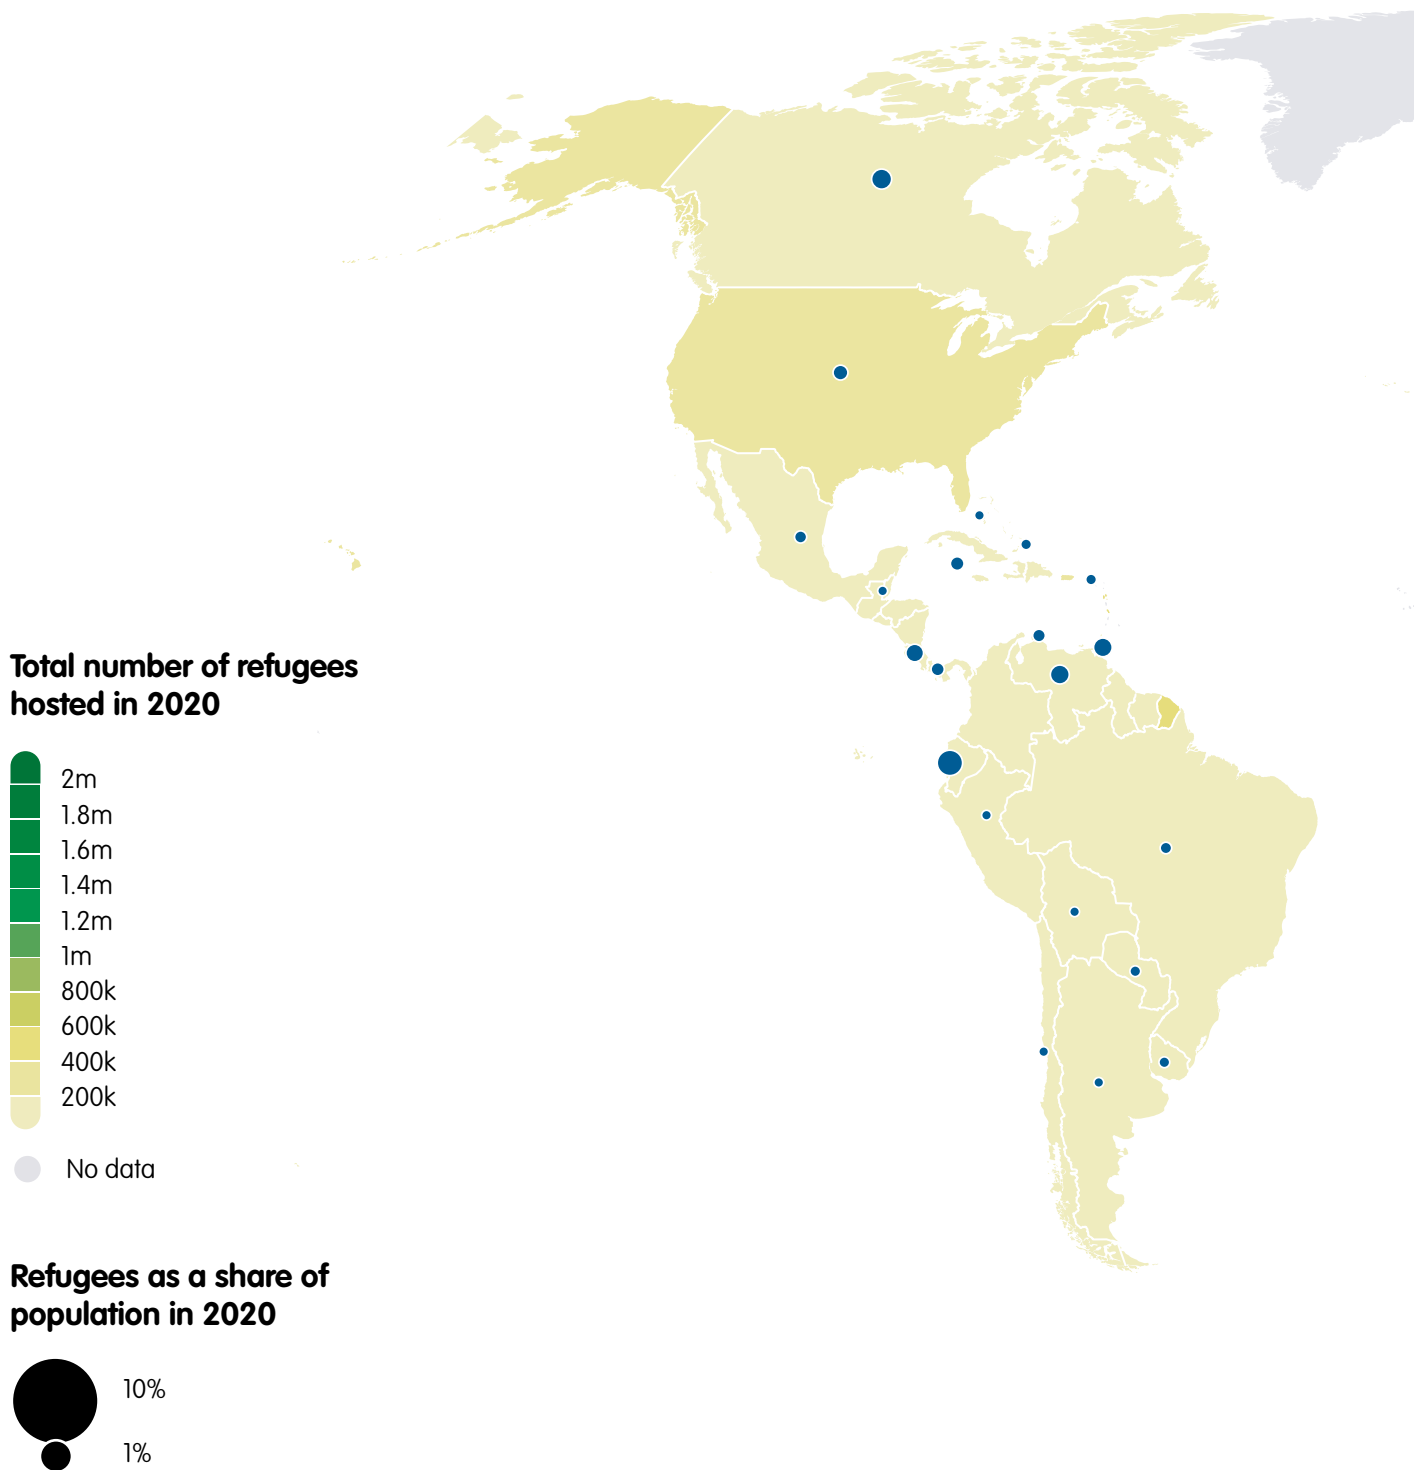 Total number of refugees
hosted in 2020
2m
1.8m
1.6m
1.4m
1.2m
1m
800k
600k
400k
200k
No data
Refugees as a share of
population in 2020
10%
1%